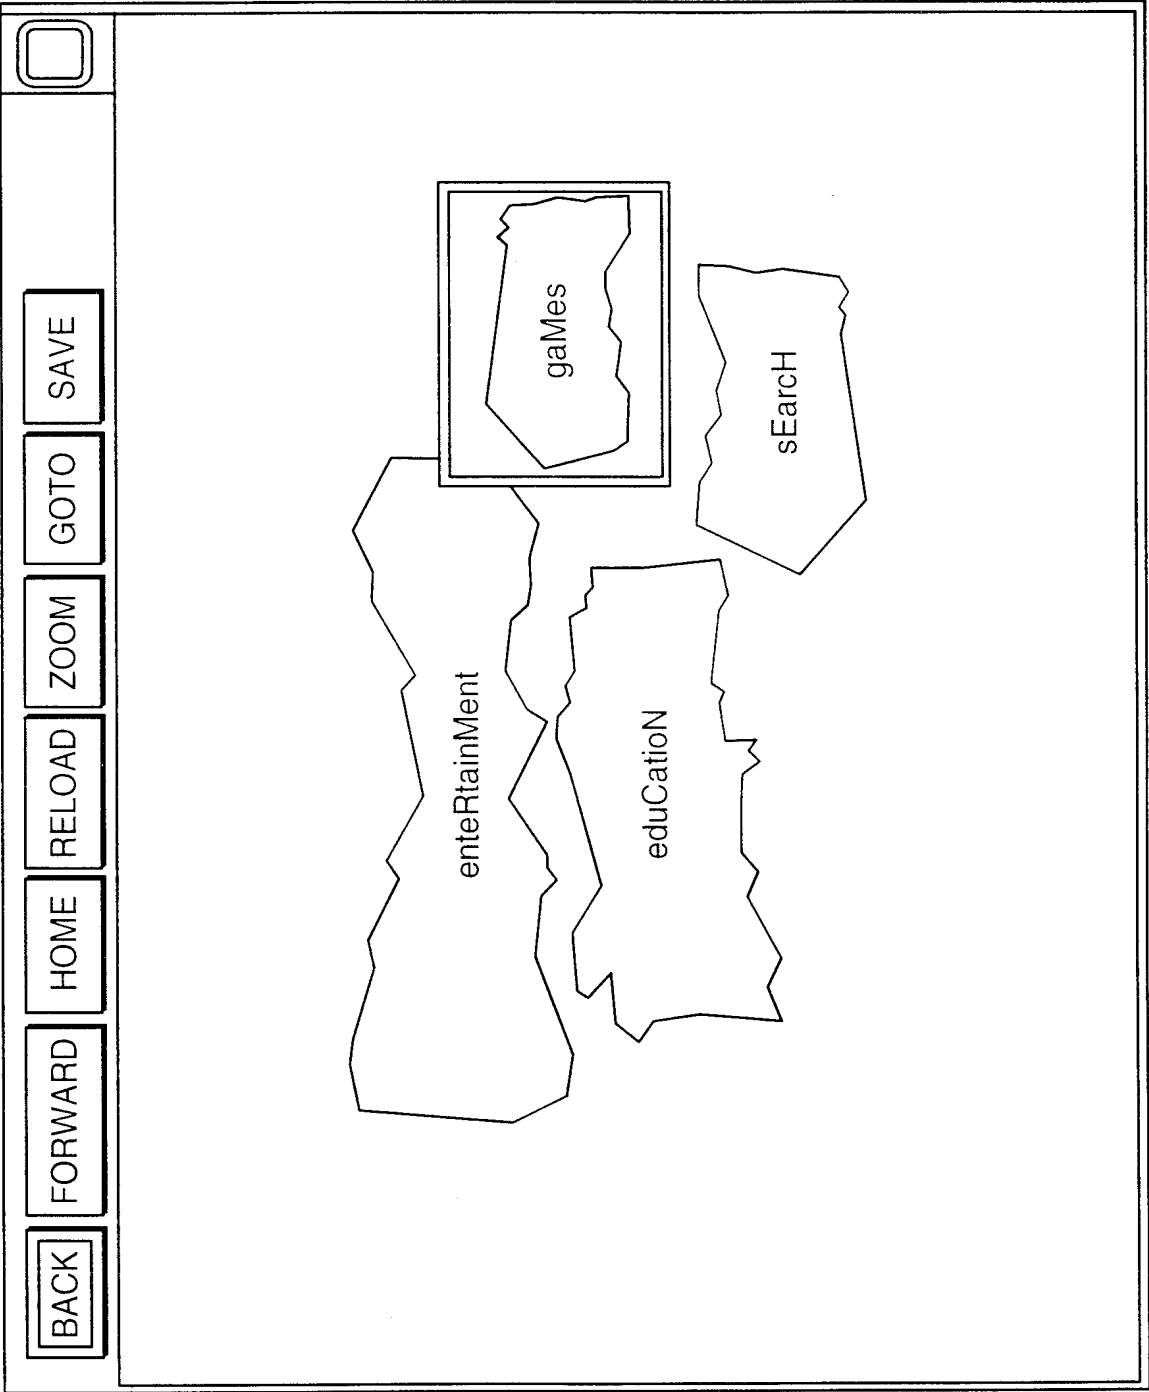 BACK FORWARD HOME RELOAD ZOOM GOTO SAVE
enteRtainMent
gaMes
eduCatioN
sEarcH